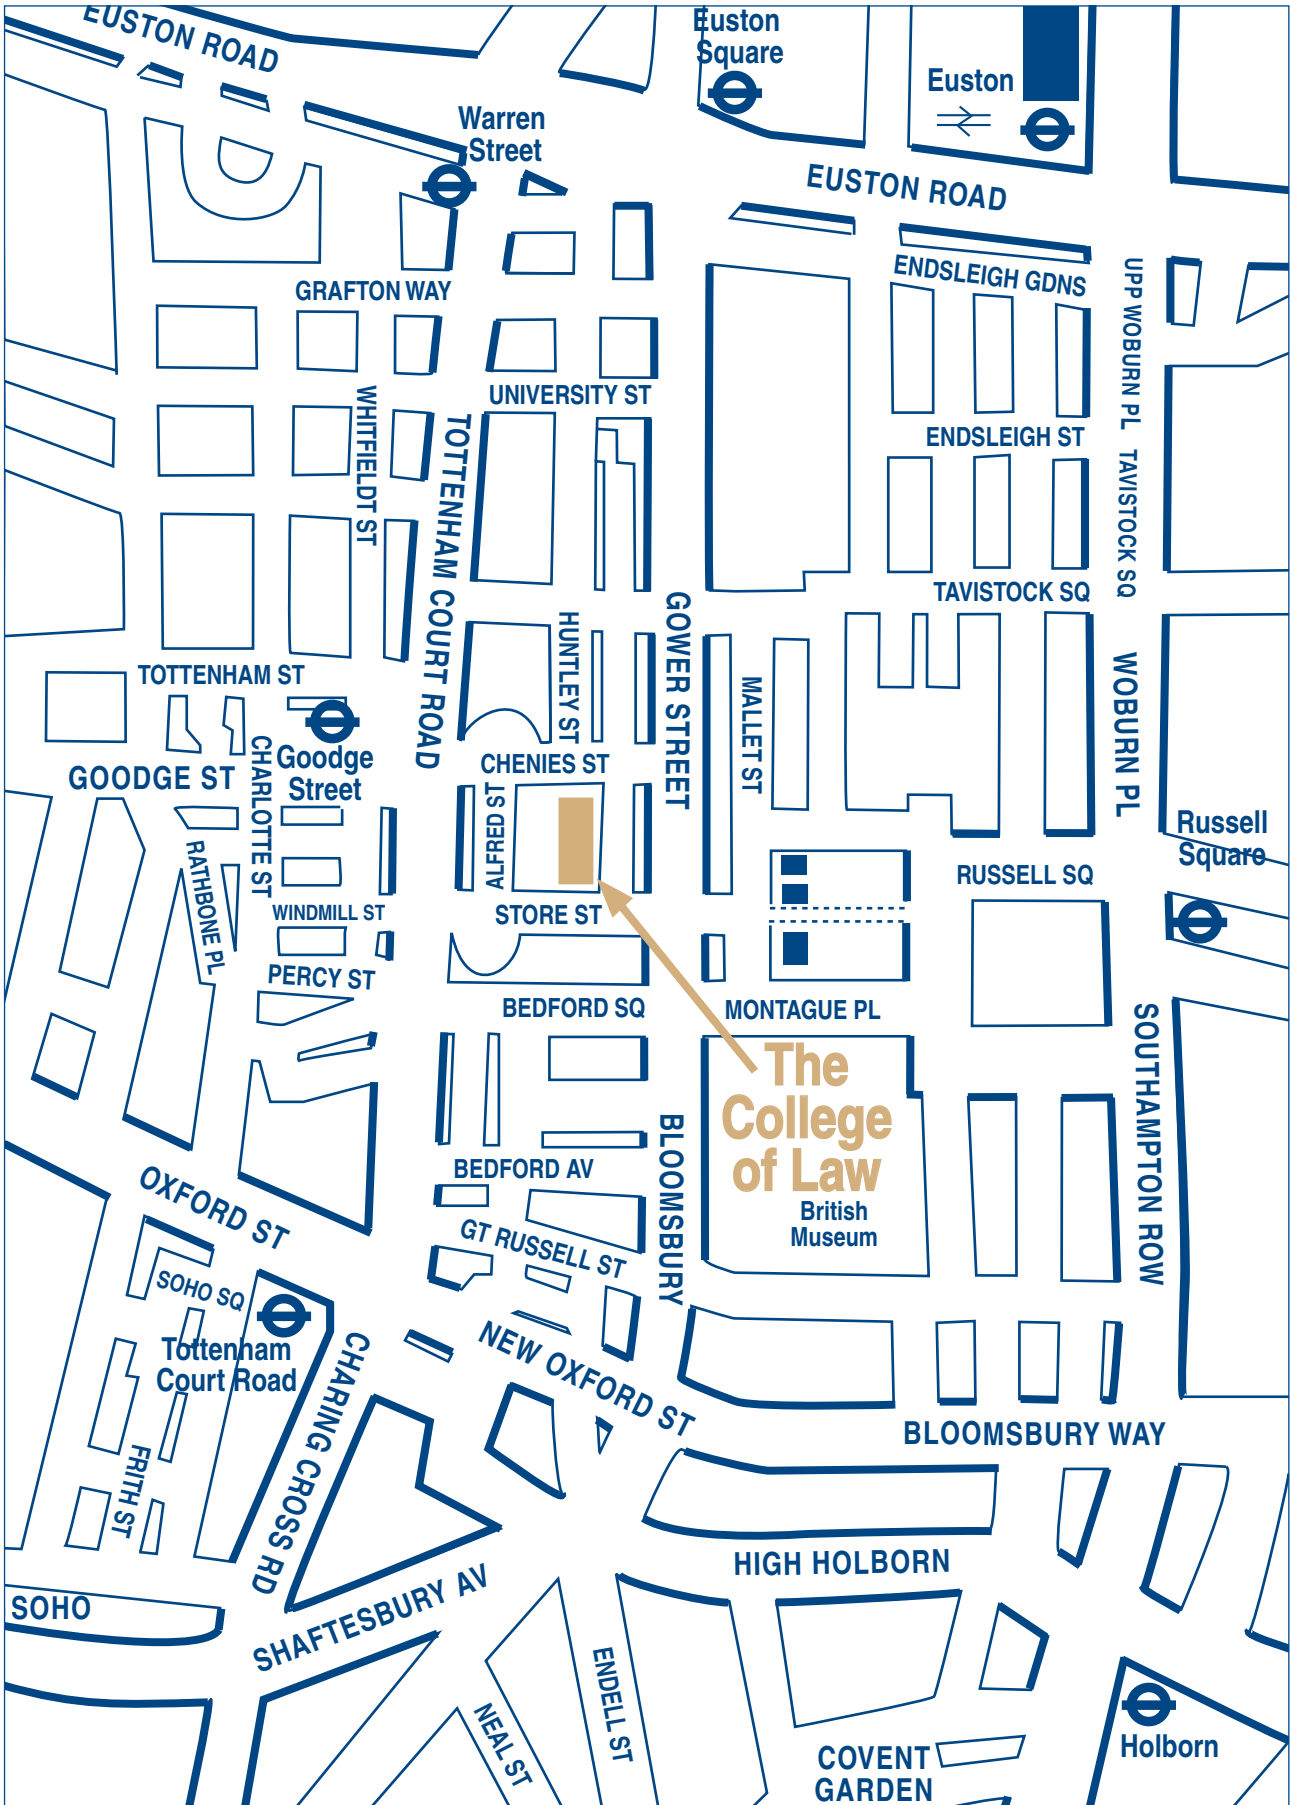 EUSTON ROAD
Euston
Square
Euston
Warren
Street
EUSTON ROAD
ENDSLEIGH GDNS
UPP WOBURN PL
GRAFTON WAY
UNIVERSITY ST
WHITFIELDT ST
TOTTENHAM COURT ROAD
ENDSLEIGH ST
TAVISTOCK SQ
TAVISTOCK SQ
GOWER STREET
HUNTLEY ST
MALLET ST
WOBURN PL
TOTTENHAM ST
Goodge
Street
GOODGE ST
CHARLOTTE ST
CHENIES ST
ALFRED ST
RATHBONE PL
Russell
Square
RUSSELL SQ
WINDMILL ST
STORE ST
PERCY ST
BEDFORD SQ
MONTAGUE PL
SOUTHAMPTON ROW
The
College
of Law
British
Museum
BLOOMSBURY
BEDFORD AV
OXFORD ST
GT RUSSELL ST
SOHO SQ
Tottenham
Court Road
CHARING CROSS RD
NEW OXFORD ST
BLOOMSBURY WAY
FRITH ST
HIGH HOLBORN
SOHO
SHAFTESBURY AV
ENDELL ST
NEAL ST
Holborn
COVENT
GARDEN